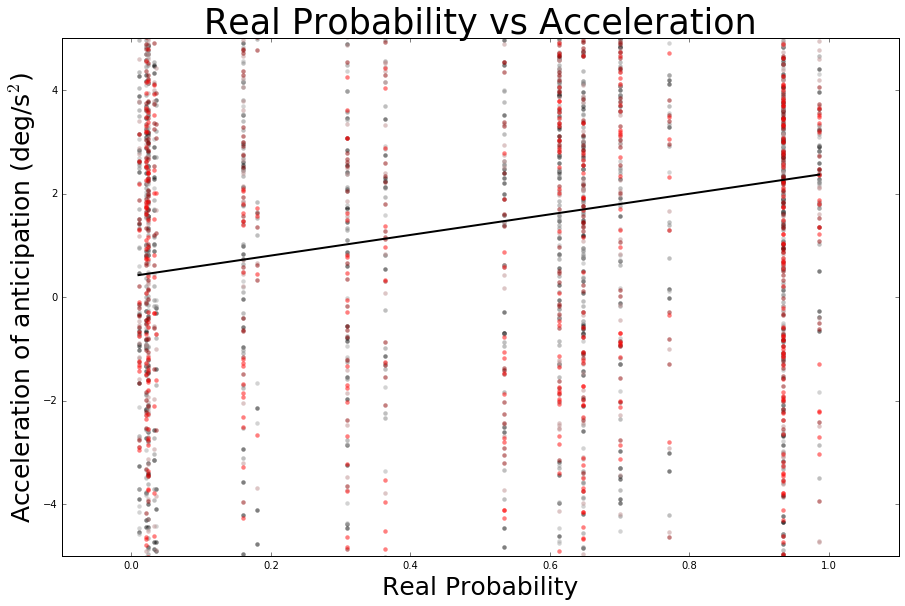 Real Probability vs Acceleration
Acceleration of anticipation (deg/s²)
4
2
0
−2
−4
0.0 0.2 0.4 0.6 0.8 1.0
Real Probability